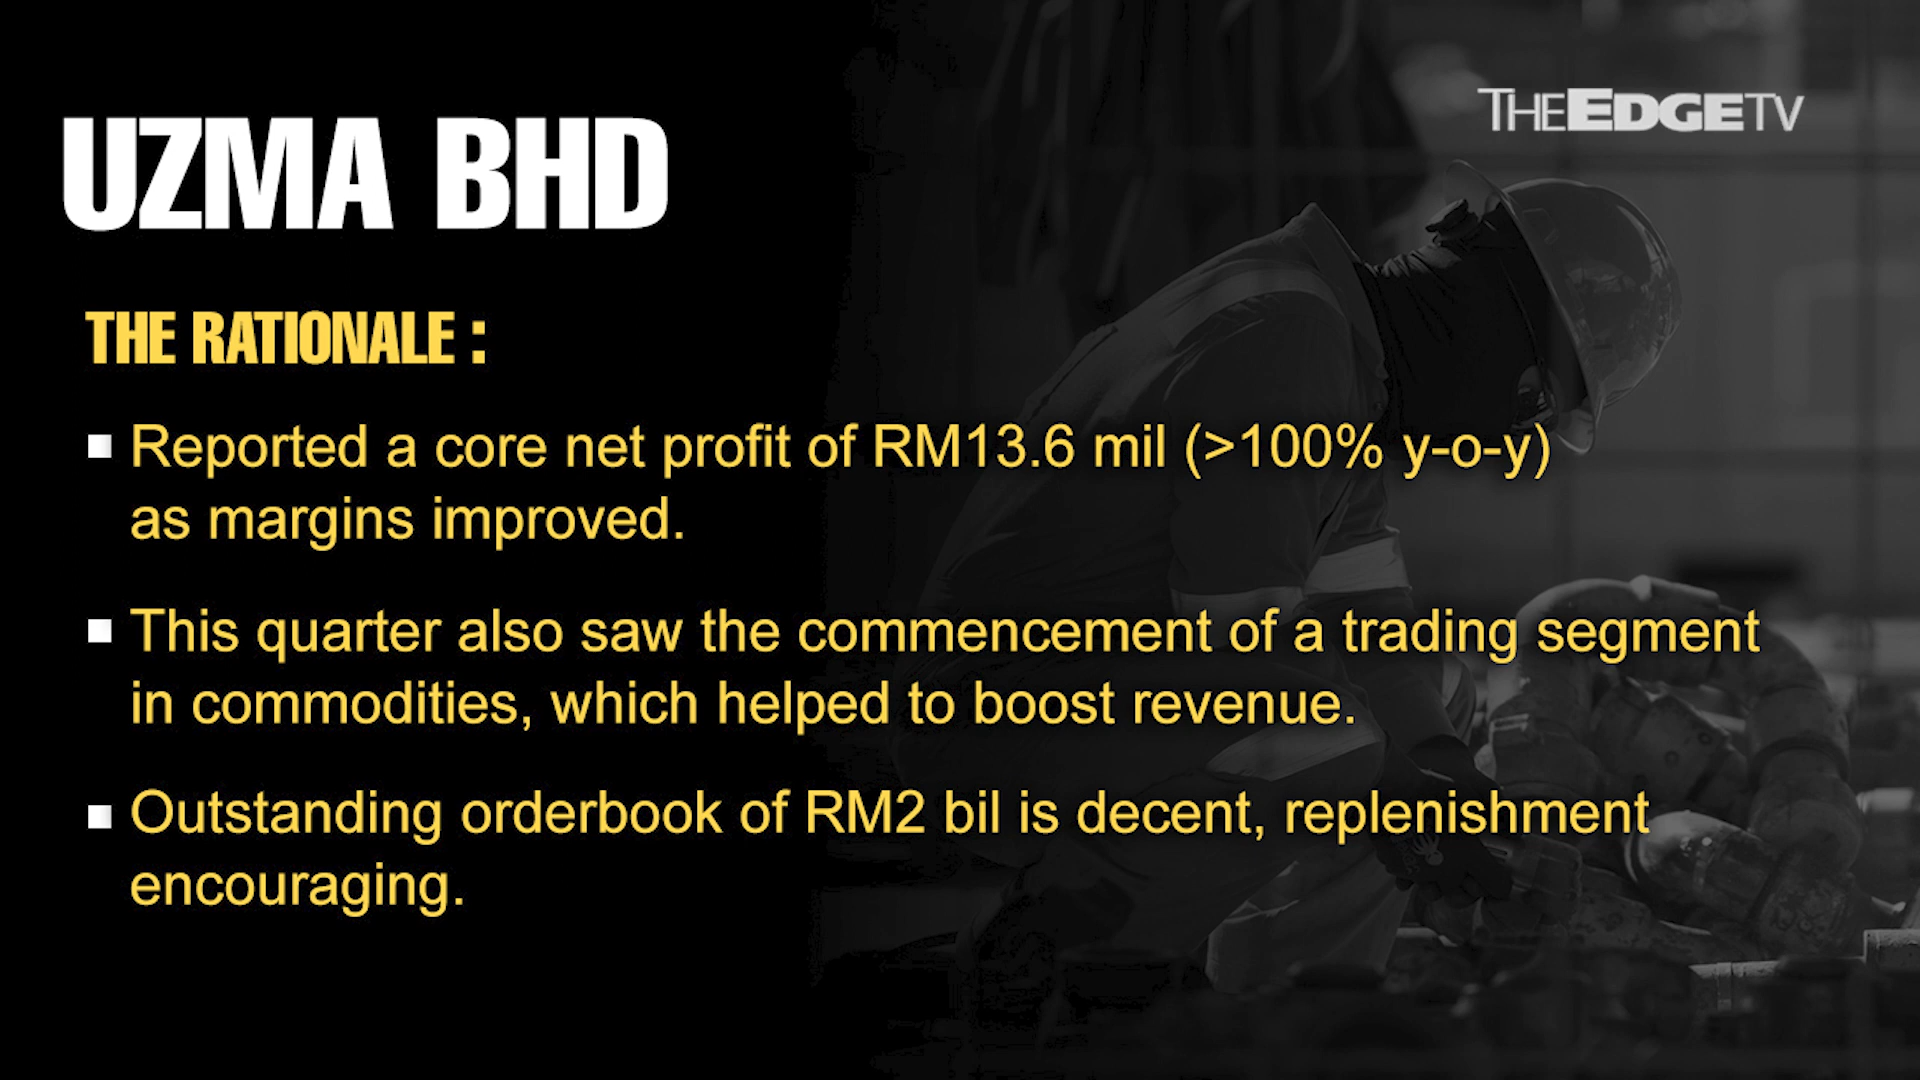 THEEDGETV
UZMA BHD
THE RATIONALE :
Reported a core net profit of RM13.6 mil (>100% y-o-y)
as margins improved.
This quarter also saw the commencement of a trading segment
in commodities, which helped to boost revenue.
Outstanding orderbook of RM2 bil is decent, replenishment
encouraging.